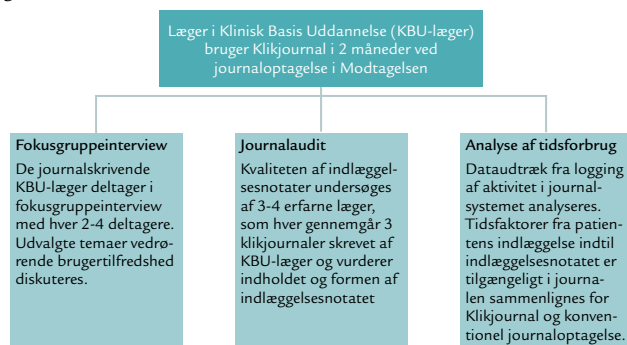 Læger i Klinisk Basis Uddannelse (KBU-læger)
bruger Klikjournal i 2 måneder ved
journaloptagelse i Modtagelsen
Fokusgruppeinterview
De journalskrivende
KBU-læger deltager i
fokusgruppeinterview
med hver 2-4 deltagere.
Udvalgte temaer vedrø-
rende brugertilfredshed
diskuteres.
Journalaudit
Kvaliteten af indlæggel-
sesnotater undersøges
af 3-4 erfarne læger,
som hver gennemgår 3
klikjournaler skrevet af
KBU-læger og vurderer
indholdet og formen af
indlæggelsesnotatet
Analyse af tidsforbrug
Dataudtræk fra logging
af aktivitet i journal-
systemet analyseres.
Tidsfaktorer fra patien-
tens indlæggelse indtil
indlæggelsesnotatet er
tilgængeligt i journa-
len sammenlignes for
Klikjournal og konven-
tionel journaloptagelse.